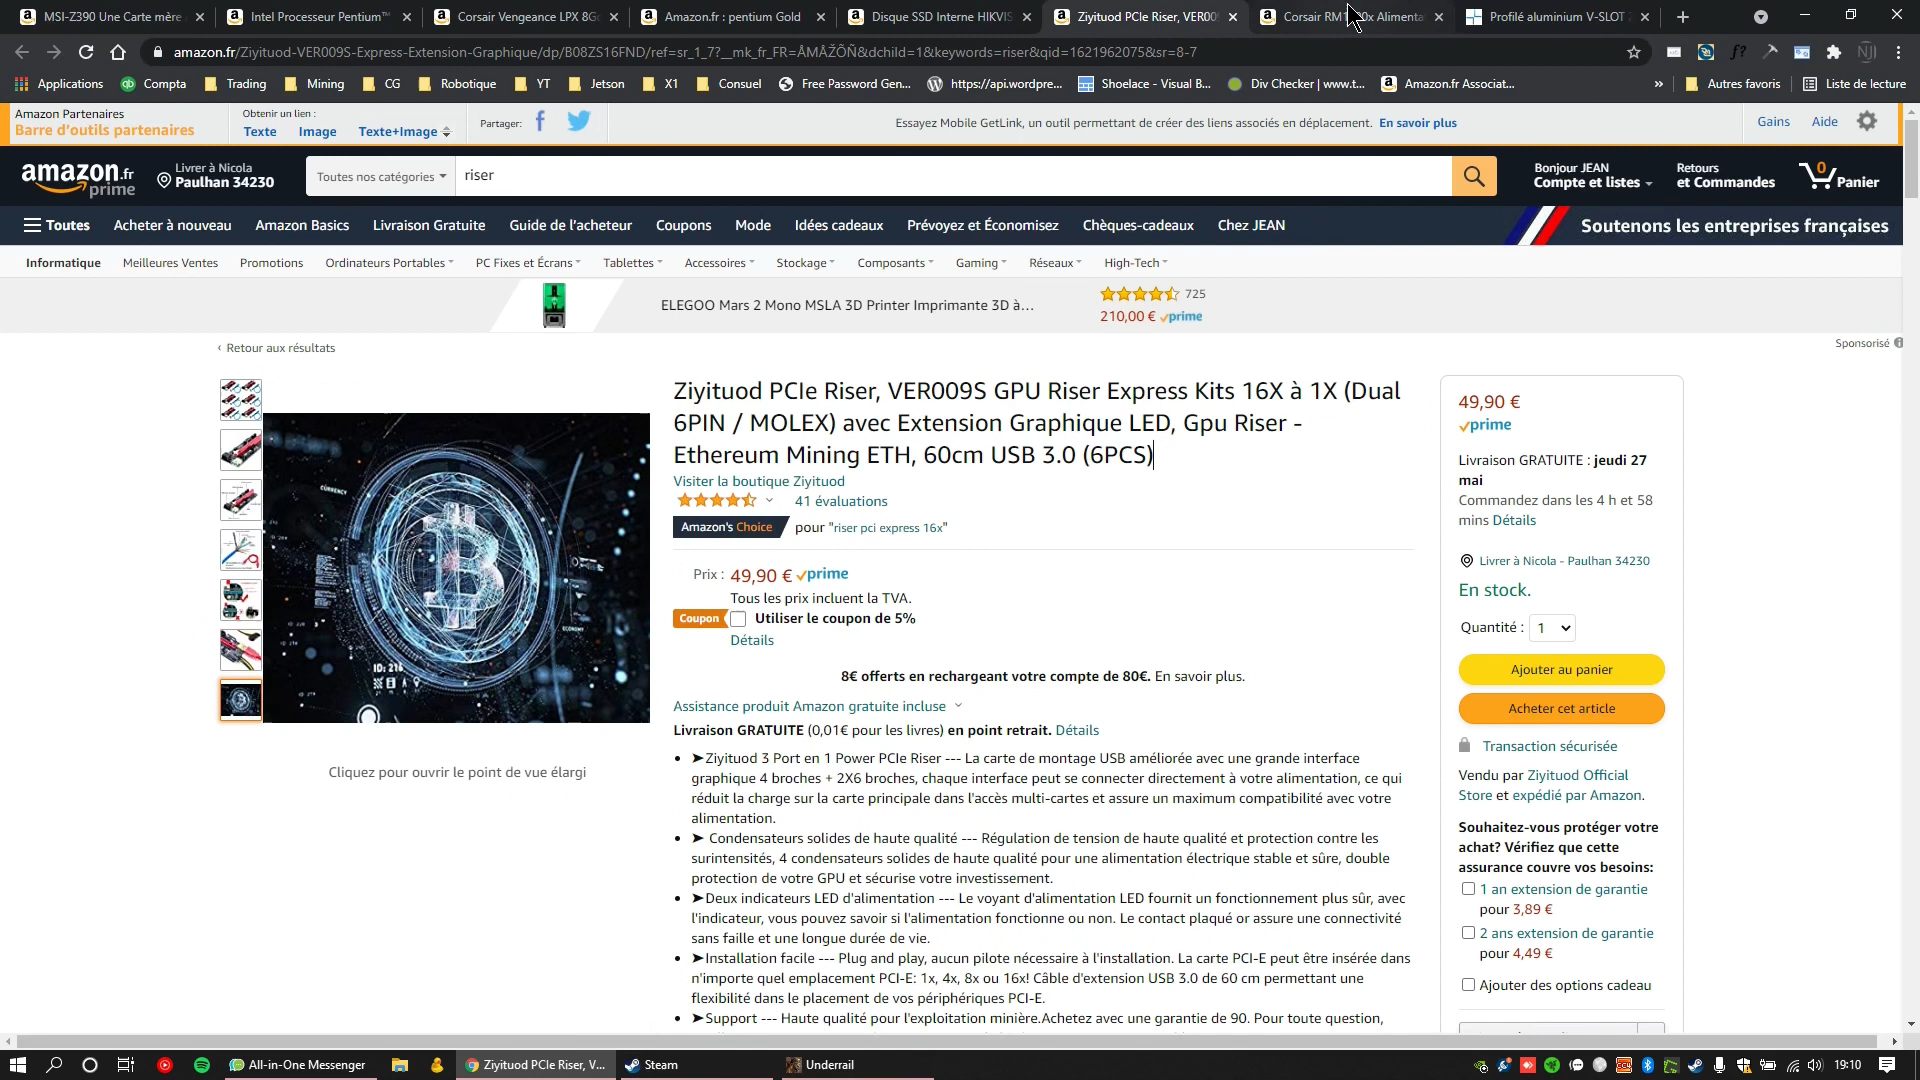 MSI-Z390 Une Carte mère
Intel Processeur Pentium™
Corsair Vengeance LPX 8Go
Amazon.fr : pentium Gold
Disque SSD Interne HIKVIS
Ziyituod PCIe Riser, VER009
Profilé aluminium V-SLOT
amazon.fr/Ziyituod-VER009S-Express-Extension-Graphique/dp/B08ZS16FND/ref=sr_1_7?__mk_fr_FR=ÅMÅŽÕÑ&dchild=1&keywords=riser&qid=1621962075&sr=8-7
Applications
Compta
Trading
Mining
CG
Robotique
YT
Jetson
X1
Consuel
Free Password Gen...
https://api.wordpre...
Shoelace - Visual B...
Div Checker | www.t...
Amazon.fr Associat...
»
Autres favoris
Liste de lecture
Amazon Partenaires
Barre d'outils partenaires
Obtenir un lien :
Texte Image Texte+Image
Partager:
Essayez Mobile GetLink, un outil permettant de créer des liens associés en déplacement. En savoir plus
Gains Aide
amazon.fr
prime
Livrer à Nicola
Paulhan 34230
Toutes nos catégories
riser
Bonjour JEAN
Compte et listes
Retours
et Commandes
0
Panier
Toutes Acheter à nouveau Amazon Basics Livraison Gratuite Guide de l'acheteur Coupons Mode Idées cadeaux Prévoyez et Économisez Chèques-cadeaux Chez JEAN
Soutenons les entreprises françaises
Informatique Meilleures Ventes Promotions Ordinateurs Portables PC Fixes et Écrans Tablettes Accessoires Stockage Composants Gaming Réseaux High-Tech
ELEGOO Mars 2 Mono MSLA 3D Printer Imprimante 3D à…
725
210,00 € prime
‹ Retour aux résultats
Sponsorisé
CURRENCY
ECONOMY
ID: 216
Cliquez pour ouvrir le point de vue élargi
Ziyituod PCIe Riser, VER009S GPU Riser Express Kits 16X à 1X (Dual
6PIN / MOLEX) avec Extension Graphique LED, Gpu Riser -
Ethereum Mining ETH, 60cm USB 3.0 (6PCS)
Visiter la boutique Ziyituod
41 évaluations
Amazon's Choice pour "riser pci express 16x"
Prix : 49,90 € prime
Tous les prix incluent la TVA.
Coupon Utiliser le coupon de 5%
Détails
8€ offerts en rechargeant votre compte de 80€. En savoir plus.
Assistance produit Amazon gratuite incluse
Livraison GRATUITE (0,01€ pour les livres) en point retrait. Détails
• ➤Ziyituod 3 Port en 1 Power PCIe Riser --- La carte de montage USB améliorée avec une grande interface
graphique 4 broches + 2X6 broches, chaque interface peut se connecter directement à votre alimentation, ce qui
réduit la charge sur la carte principale dans l'accès multi-cartes et assure un maximum compatibilité avec votre
alimentation.
• ➤ Condensateurs solides de haute qualité --- Régulation de tension de haute qualité et protection contre les
surintensités, 4 condensateurs solides de haute qualité pour une alimentation électrique stable et sûre, double
protection de votre GPU et sécurise votre investissement.
• ➤Deux indicateurs LED d'alimentation --- Le voyant d'alimentation LED fournit un fonctionnement plus sûr, avec
l'indicateur, vous pouvez savoir si l'alimentation fonctionne ou non. Le contact plaqué or assure une connectivité
sans faille et une longue durée de vie.
• ➤Installation facile --- Plug and play, aucun pilote nécessaire à l'installation. La carte PCI-E peut être insérée dans
n'importe quel emplacement PCI-E: 1x, 4x, 8x ou 16x! Câble d'extension USB 3.0 de 60 cm permettant une
flexibilité dans le placement de vos périphériques PCI-E.
• ➤Support --- Haute qualité pour l'exploitation minière.Achetez avec une garantie de 90. Pour toute question,
49,90 €
prime
Livraison GRATUITE : jeudi 27
mai
Commandez dans les 4 h et 58
mins Détails
Livrer à Nicola - Paulhan 34230
En stock.
Quantité : 1
Ajouter au panier
Acheter cet article
Transaction sécurisée
Vendu par Ziyituod Official
Store et expédié par Amazon.
Souhaitez-vous protéger votre
achat? Vérifiez que cette
assurance couvre vos besoins:
1 an extension de garantie
pour 3,89 €
2 ans extension de garantie
pour 4,49 €
Ajouter des options cadeau
All-in-One Messenger
Ziyituod PCIe Riser, V...
Steam
Underrail
19:10